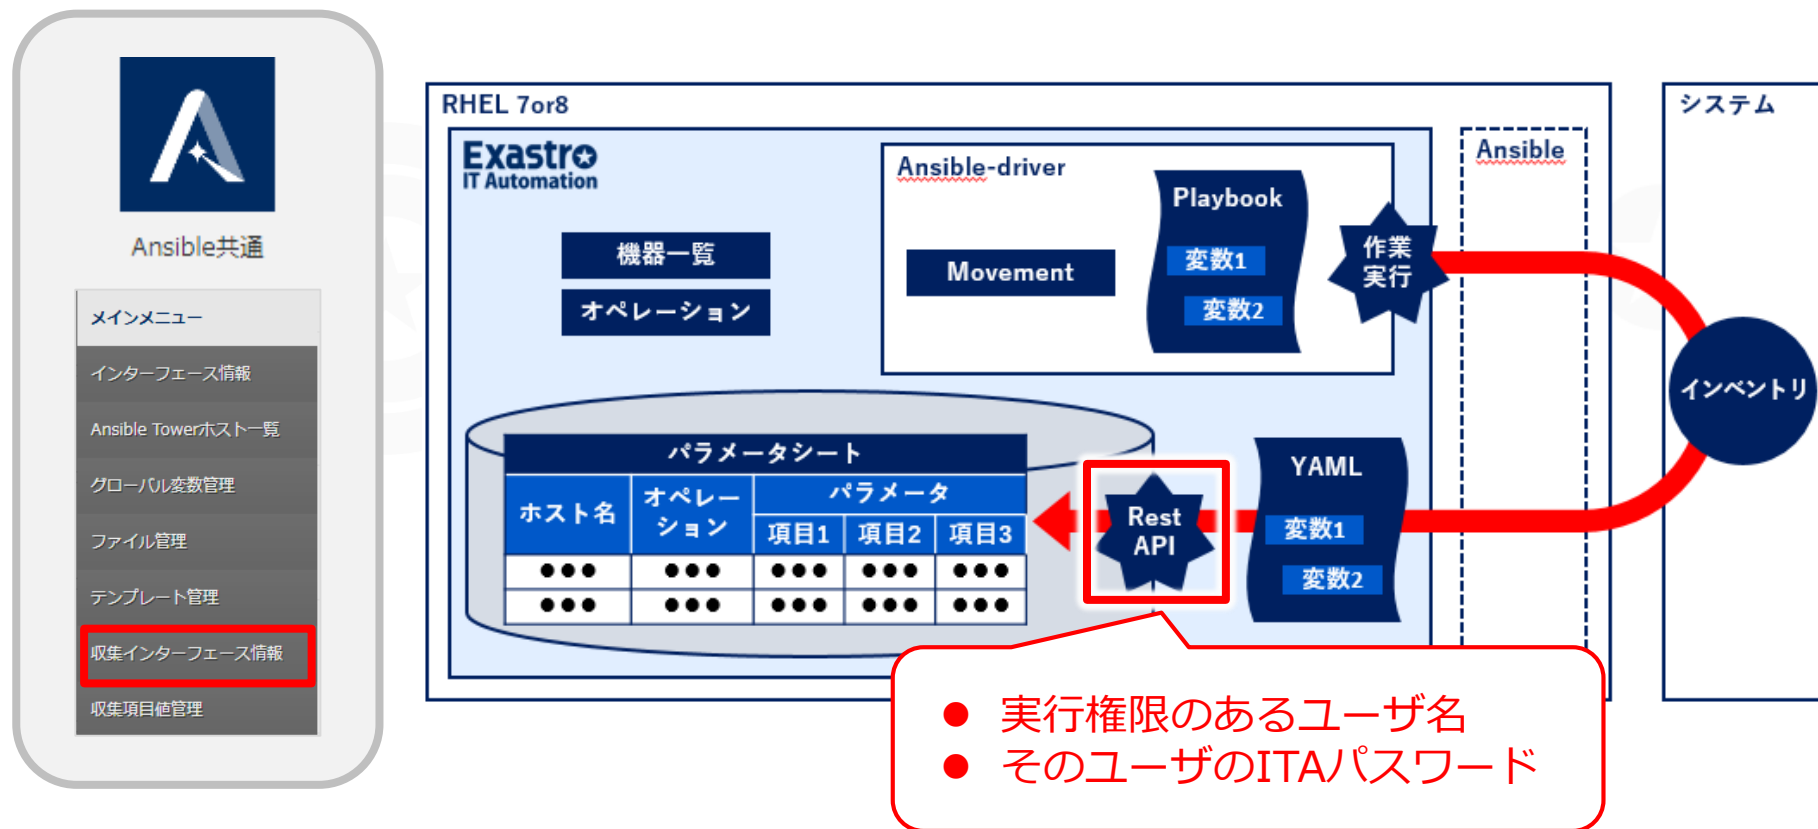 Ansible共通
メインメニュー
インターフェース情報
Ansible Towerホスト一覧
グローバル変数管理
ファイル管理
テンプレート管理
収集インターフェース情報
収集項目値管理
RHEL 7or8
Exastro
IT Automation
機器一覧
オペレーション
Ansible-driver
Movement
Playbook
変数1
変数2
作業
実行
Ansible
システム
インベントリ
パラメータシート
ホスト名
オペレー
ション
パラメータ
項目1 項目2 項目3
●●● ●●● ●●● ●●● ●●●
●●● ●●● ●●● ●●● ●●●
Rest
API
YAML
変数1
変数2
● 実行権限のあるユーザ名
● そのユーザのITAパスワード